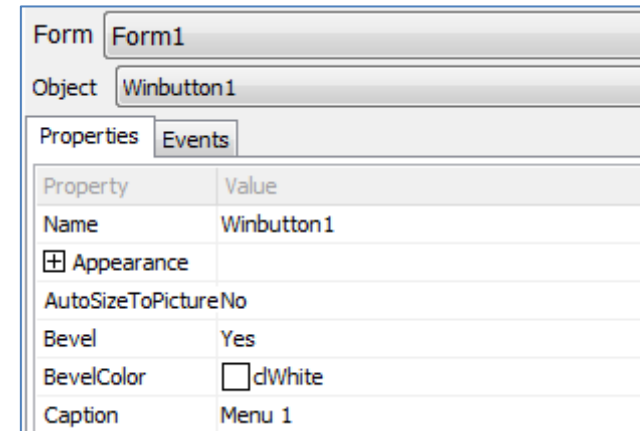 Form Form1
Object Winbutton1
Properties Events
Property Value
Name Winbutton1
Appearance
AutoSizeToPicture No
Bevel Yes
BevelColor clWhite
Caption Menu 1